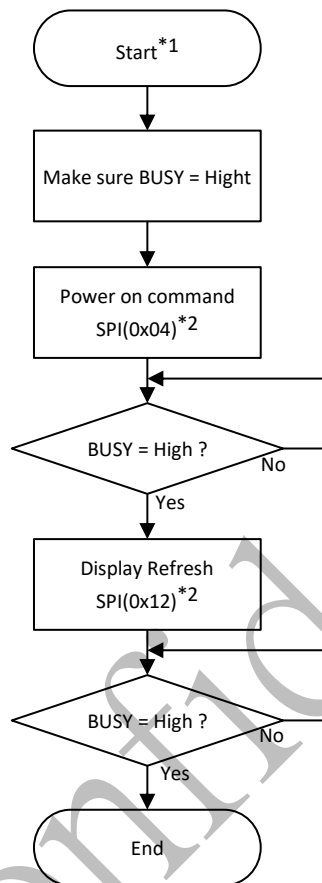 Start*1
Make sure BUSY = Hight
Power on command
SPI(0x04)*2
BUSY = High ?
No
Yes
Display Refresh
SPI(0x12)*2
BUSY = High ?
No
Yes
End
onfid